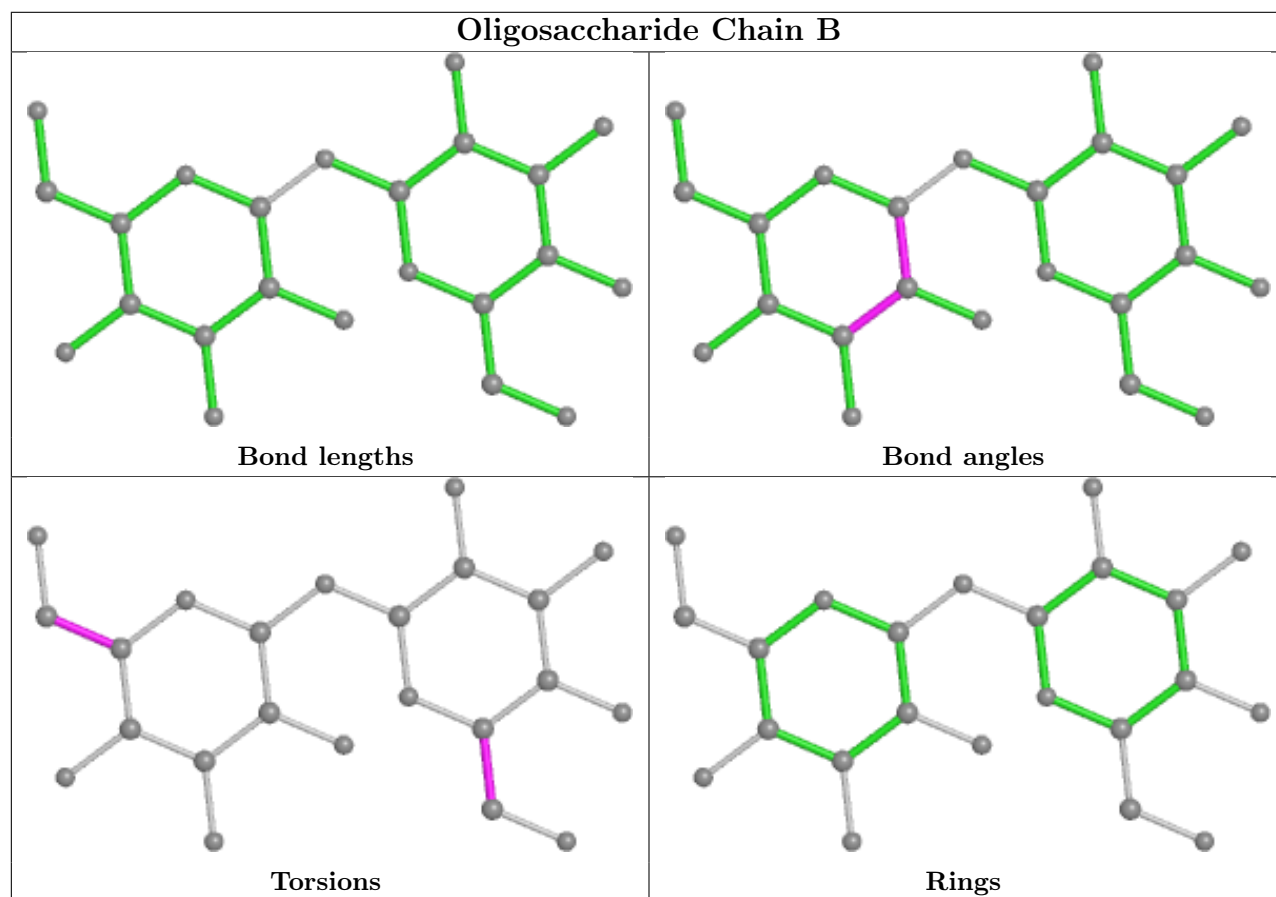 Oligosaccharide Chain B
Bond lengths
Bond angles
Torsions
Rings